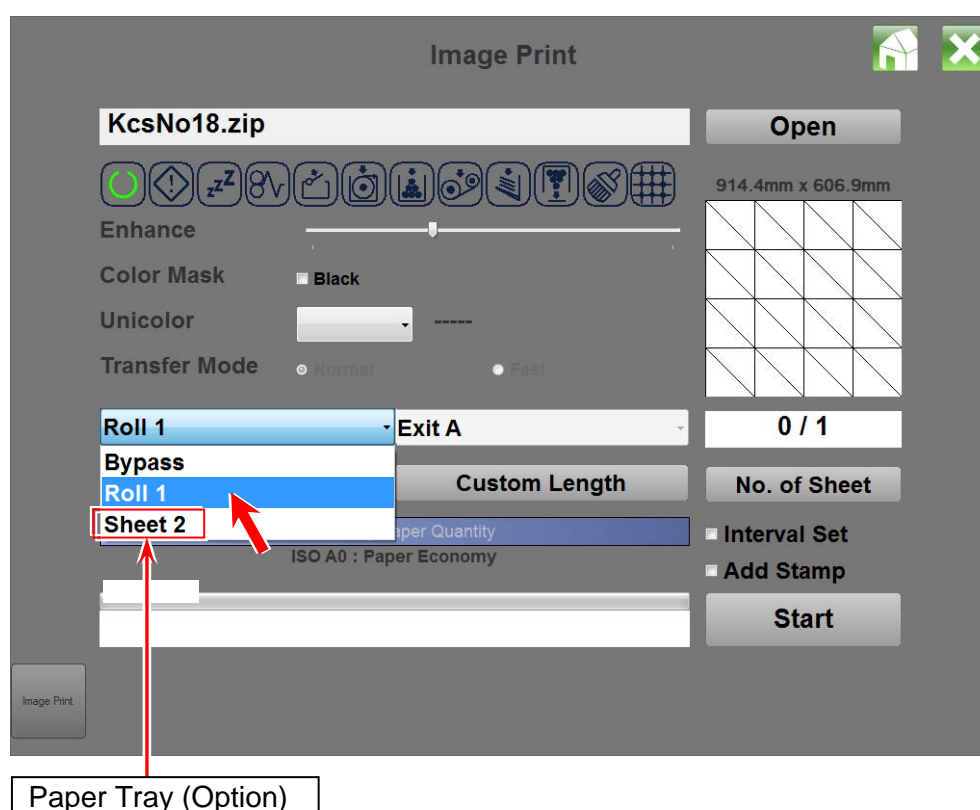 Image Print
KcsNo18.zip
Open
zzZ
914.4mm x 606.9mm
Enhance
Color Mask
Black
Unicolor
-----
Transfer Mode
Normal
Fast
Roll 1
Exit A
0 / 1
Bypass
Roll 1
Sheet 2
Custom Length
No. of Sheet
Quantity
Interval Set
ISO A0 : Paper Economy
Add Stamp
Start
Image Print
Paper Tray (Option)